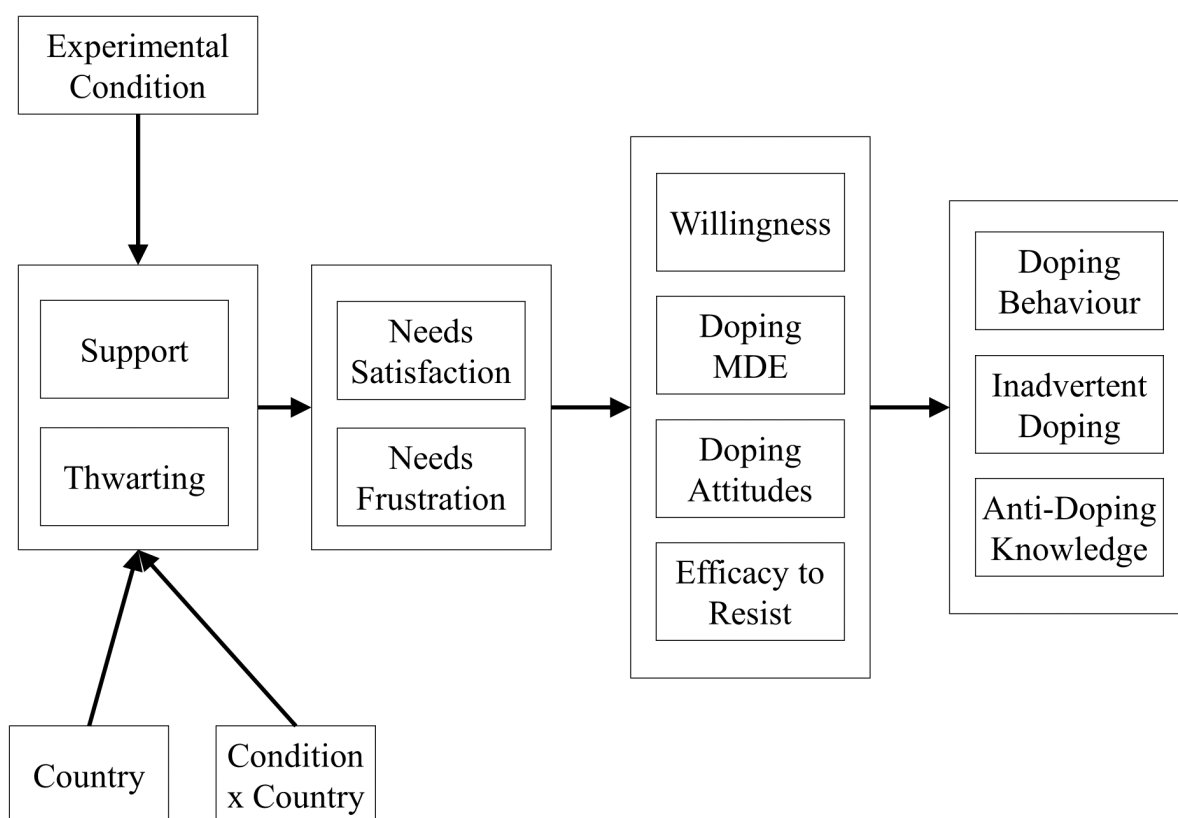 Experimental
Condition
Support
Thwarting
Needs
Satisfaction
Needs
Frustration
Willingness
Doping
MDE
Doping
Attitudes
Efficacy to
Resist
Doping
Behaviour
Inadvertent
Doping
Anti-Doping
Knowledge
Country
Condition
x Country